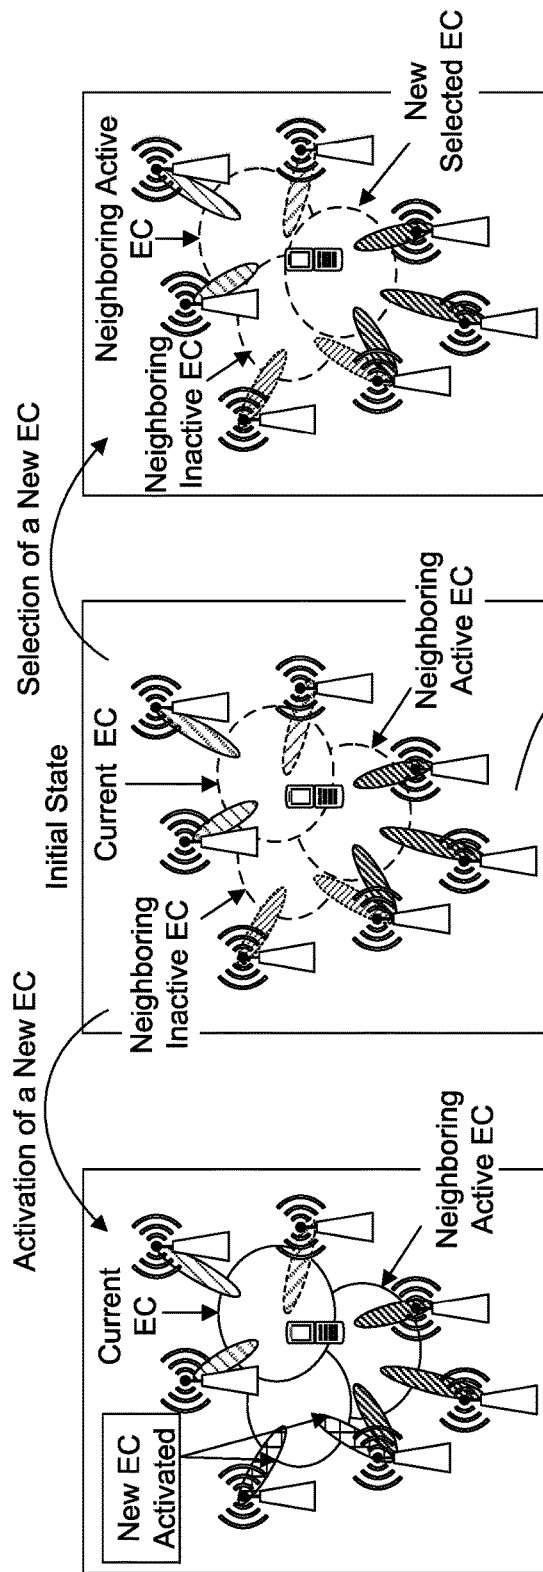 Activation of a New EC
Initial State
Selection of a New EC
New EC
Activated
Current
EC
Neighboring
Active EC
Neighboring
Inactive EC
Current EC
Neighboring
Active EC
Neighboring
Inactive EC
Neighboring Active
EC
New
Selected EC